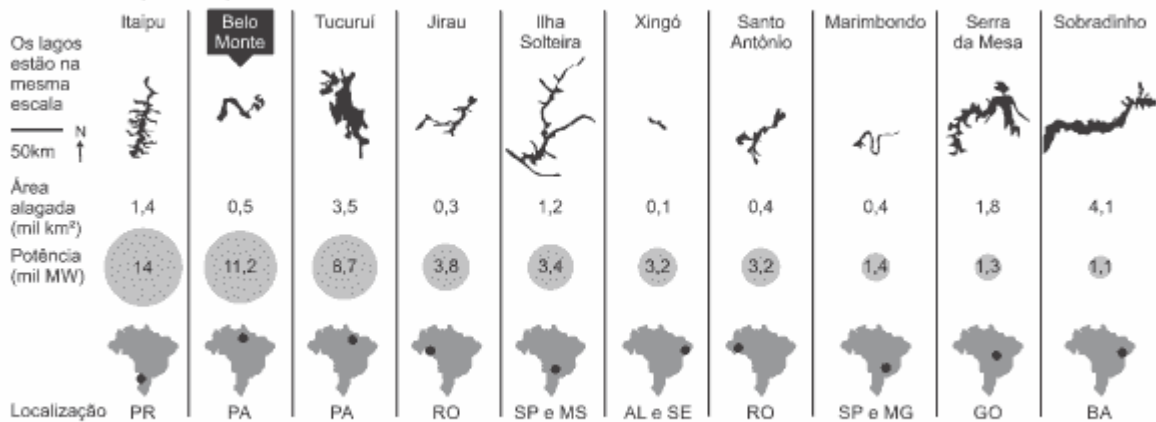 Itaipu
Belo
Monte
Tucuruí
Jirau
Ilha
Solteira
Xingó
Santo
Antônio
Marimbondo
Serra
da Mesa
Sobradinho
Os lagos
estão na
mesma
escala
N
50km
Área
alagada
(mil km²)
1,4 0,5 3,5 0,3 1,2 0,1 0,4 0,4 1,8 4,1
Potência
(mil MW)
14 11,2 8,7 3,8 3,4 3,2 3,2 1,4 1,3 1,1
Localização PR PA PA RO SP e MS AL e SE RO SP e MG GO BA